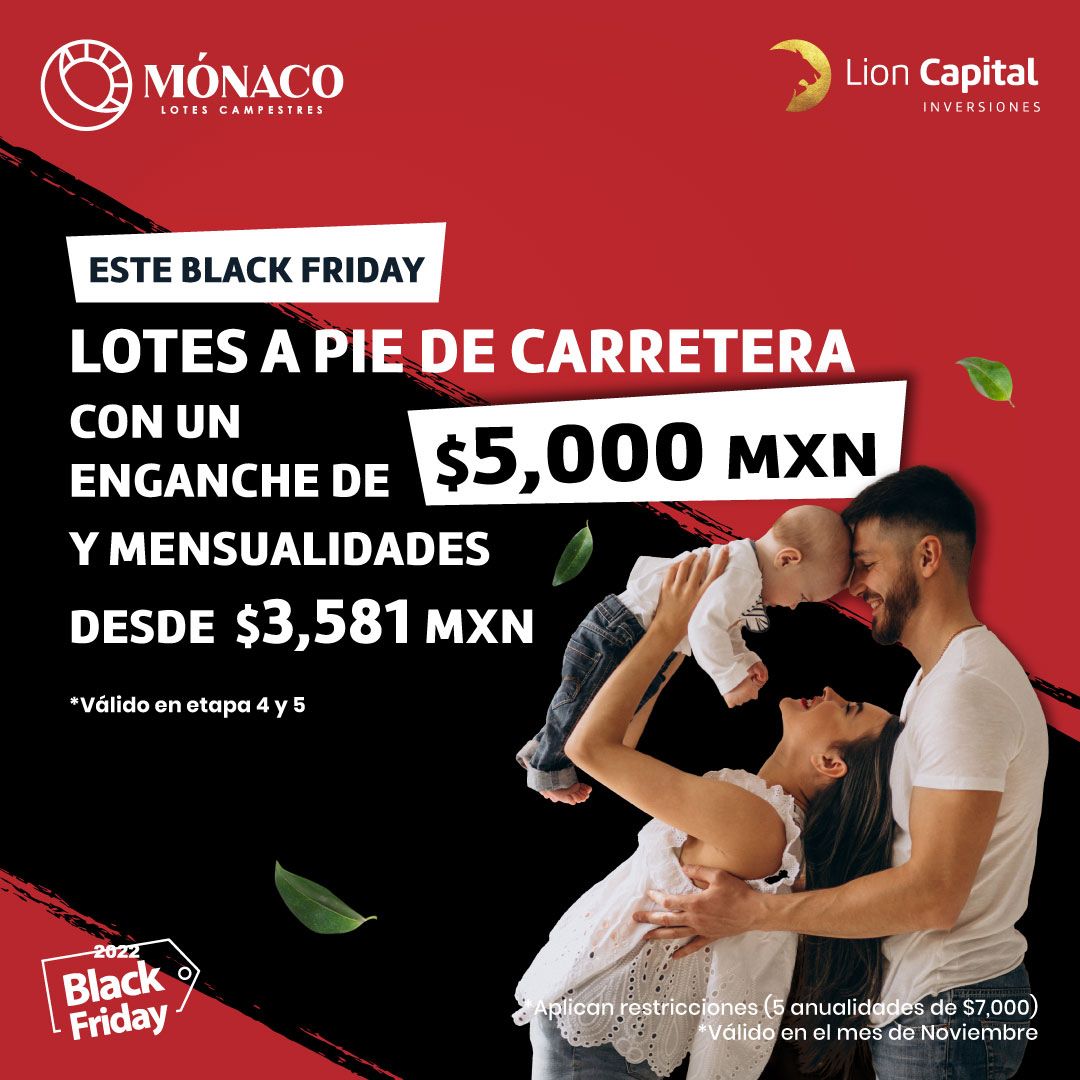 MÓNACO
LOTES CAMPESTRES
Lion Capital
INVERSIONES
ESTE BLACK FRIDAY
LOTES A PIE DE CARRETERA
CON UN
ENGANCHE DE
$5,000 MXN
Y MENSUALIDADES
DESDE $3,581 MXN
*Válido en etapa 4 y 5
2022
Black
Friday
*Aplican restricciones (5 anualidades de $7,000)
*Válido en el mes de Noviembre